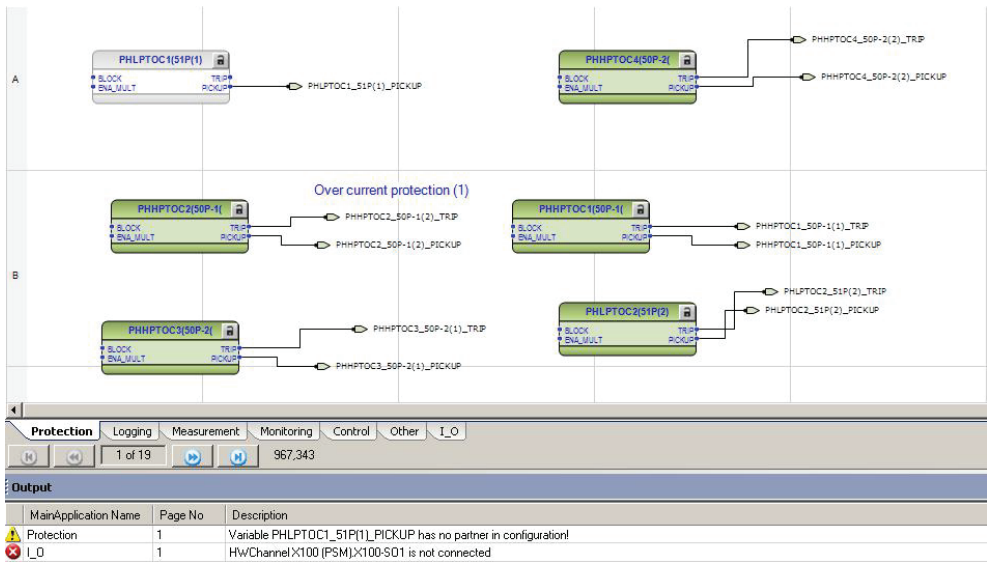 PHHPTOC4_50P-2(2)_TRIP
PHLPTOC1(51P(1)
PHHPTOC4(50P-2(
A
BLOCK TRIP
ENA_MULT PICKUP
PHLPTOC1_51P(1)_PICKUP
BLOCK TRIP
ENA_MULT PICKUP
PHHPTOC4_50P-2(2)_PICKUP
Over current protection (1)
PHHPTOC2(50P-1(
BLOCK TRIP
ENA_MULT PICKUP
PHHPTOC2_50P-1(2)_TRIP
PHHPTOC2_50P-1(2)_PICKUP
PHHPTOC1(50P-1(
BLOCK TRIP
ENA_MULT PICKUP
PHHPTOC1_50P-1(1)_TRIP
PHHPTOC1_50P-1(1)_PICKUP
B
PHHPTOC3(50P-2(
BLOCK TRIP
ENA_MULT PICKUP
PHHPTOC3_50P-2(1)_TRIP
PHHPTOC3_50P-2(1)_PICKUP
PHLPTOC2(51P(2)
BLOCK TRIP
ENA_MULT PICKUP
PHLPTOC2_51P(2)_TRIP
PHLPTOC2_51P(2)_PICKUP
Protection Logging Measurement Monitoring Control Other I_O
1 of 19 967,343
Output
MainApplication Name Page No Description
Protection 1 Variable PHLPTOC1_51P(1)_PICKUP has no partner in configuration!
I_O 1 HWChannel X100 (PSM).X100-SO1 is not connected